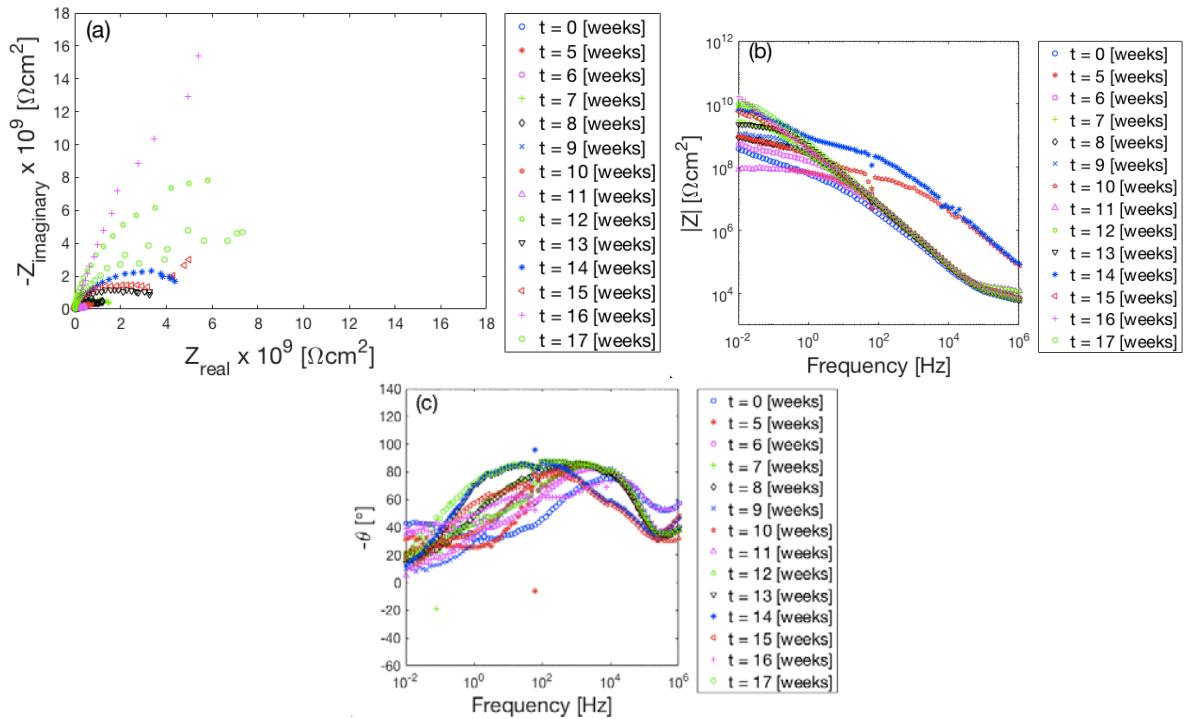 (a)
-Z_imaginary x 10^9 [Ωcm^2]
18
16
14
12
10
8
6
4
2
0
0 2 4 6 8 10 12 14 16 18
Z_real x 10^9 [Ωcm^2]
t = 0 [weeks]
t = 5 [weeks]
t = 6 [weeks]
t = 7 [weeks]
t = 8 [weeks]
t = 9 [weeks]
t = 10 [weeks]
t = 11 [weeks]
t = 12 [weeks]
t = 13 [weeks]
t = 14 [weeks]
t = 15 [weeks]
t = 16 [weeks]
t = 17 [weeks]
(b)
|Z| [Ωcm^2]
10^12
10^10
10^8
10^6
10^4
10^-2 10^0 10^2 10^4 10^6
Frequency [Hz]
t = 0 [weeks]
t = 5 [weeks]
t = 6 [weeks]
t = 7 [weeks]
t = 8 [weeks]
t = 9 [weeks]
t = 10 [weeks]
t = 11 [weeks]
t = 12 [weeks]
t = 13 [weeks]
t = 14 [weeks]
t = 15 [weeks]
t = 16 [weeks]
t = 17 [weeks]
(c)
-θ [°]
140
120
100
80
60
40
20
0
-20
-40
-60
10^-2 10^0 10^2 10^4 10^6
Frequency [Hz]
t = 0 [weeks]
t = 5 [weeks]
t = 6 [weeks]
t = 7 [weeks]
t = 8 [weeks]
t = 9 [weeks]
t = 10 [weeks]
t = 11 [weeks]
t = 12 [weeks]
t = 13 [weeks]
t = 14 [weeks]
t = 15 [weeks]
t = 16 [weeks]
t = 17 [weeks]